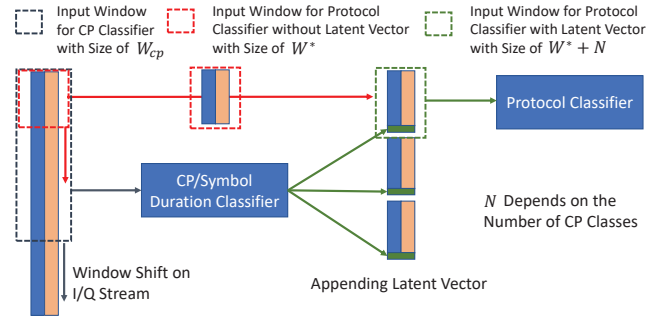 Input Window
for CP Classifier
with Size of W_cp
Input Window for Protocol
Classifier without Latent Vector
with Size of W*
Input Window for Protocol
Classifier with Latent Vector
with Size of W* + N
Protocol Classifier
CP/Symbol
Duration Classifier
N Depends on the
Number of CP Classes
Window Shift on
I/Q Stream
Appending Latent Vector